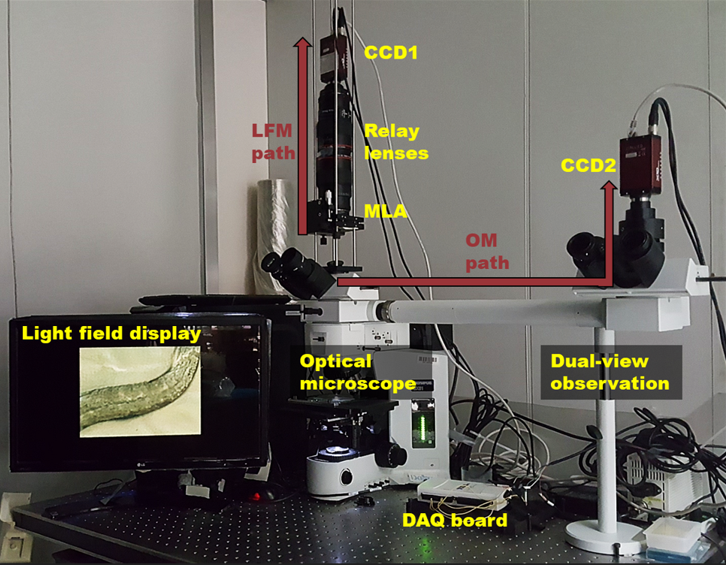 CCD1
LFM
path
Relay
lenses
CCD2
MLA
OM
path
Light field display
Optical
microscope
Dual-view
observation
DAQ board